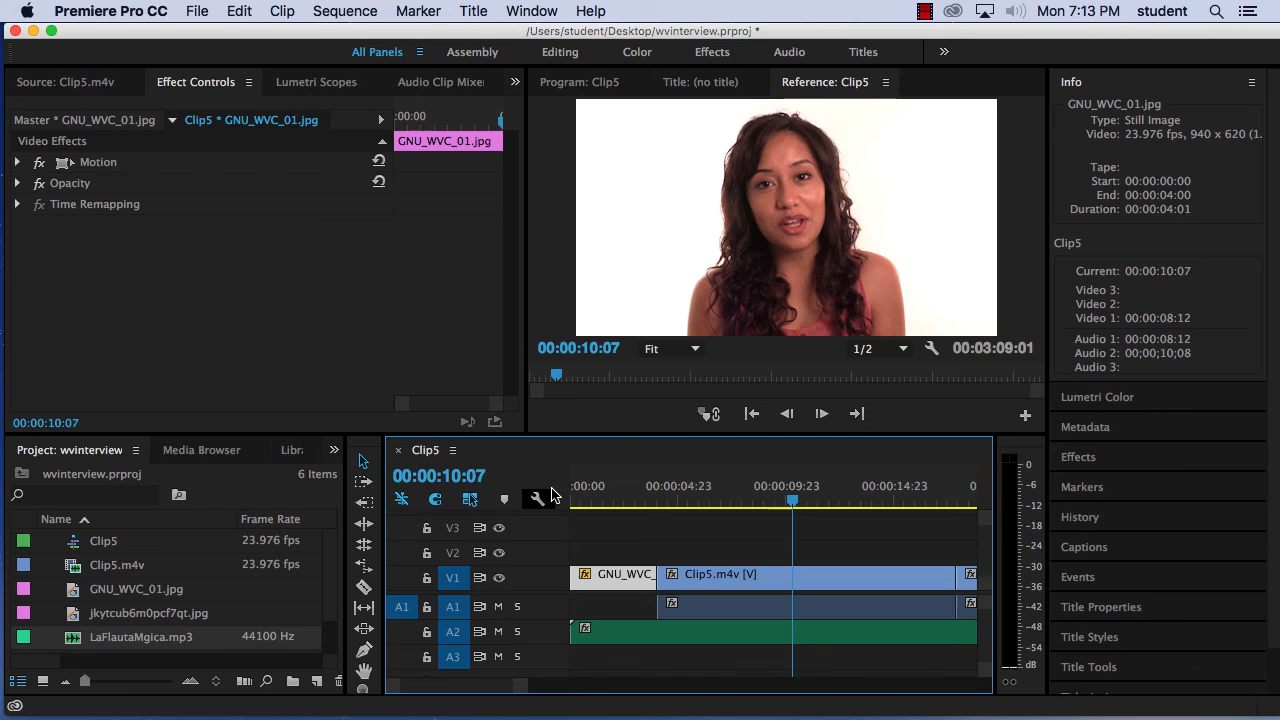 Premiere Pro CC File Edit Clip Sequence Marker Title Window Help Mon 7:13 PM student
/Users/student/Desktop/wvinterview.prproj *
All Panels Assembly Editing Color Effects Audio Titles
Source: Clip5.m4v Effect Controls Lumetri Scopes Audio Clip Mixer
Master * GNU_WVC_01.jpg Clip5 * GNU_WVC_01.jpg
:00:00
Video Effects
GNU_WVC_01.jpg
fx Motion
fx Opacity
fx Time Remapping
00:00:10:07
Program: Clip5 Title: (no title) Reference: Clip5
00:00:10:07 Fit 1/2 00:03:09:01
Info
GNU_WVC_01.jpg
Type: Still Image
Video: 23.976 fps, 940 x 620 (1.
Tape:
Start: 00:00:00:00
End: 00:00:04:00
Duration: 00:00:04:01
Clip5
Current: 00:00:10:07
Video 3:
Video 2:
Video 1: 00:00:08:12
Audio 1: 00:00:08:12
Audio 2: 00;00;10;08
Audio 3:
Lumetri Color
Metadata
Effects
Markers
History
Captions
Events
Title Properties
Title Styles
Title Tools
Project: wvinterview Media Browser Libra
wvinterview.prproj 6 Items
Name Frame Rate
Clip5 23.976 fps
Clip5.m4v 23.976 fps
GNU_WVC_01.jpg
jkytcub6m0pcf7qt.jpg
LaFlautaMgica.mp3 44100 Hz
× Clip5
00:00:10:07
:00:00 00:00:04:23 00:00:09:23 00:00:14:23 0
V3
V2
V1 fx GNU_WVC_ fx Clip5.m4v [V] fx
A1 A1 M S fx fx
A2 M S fx
A3 M S
0
-6
-12
-18
-24
-30
-36
-42
-48
-54
dB